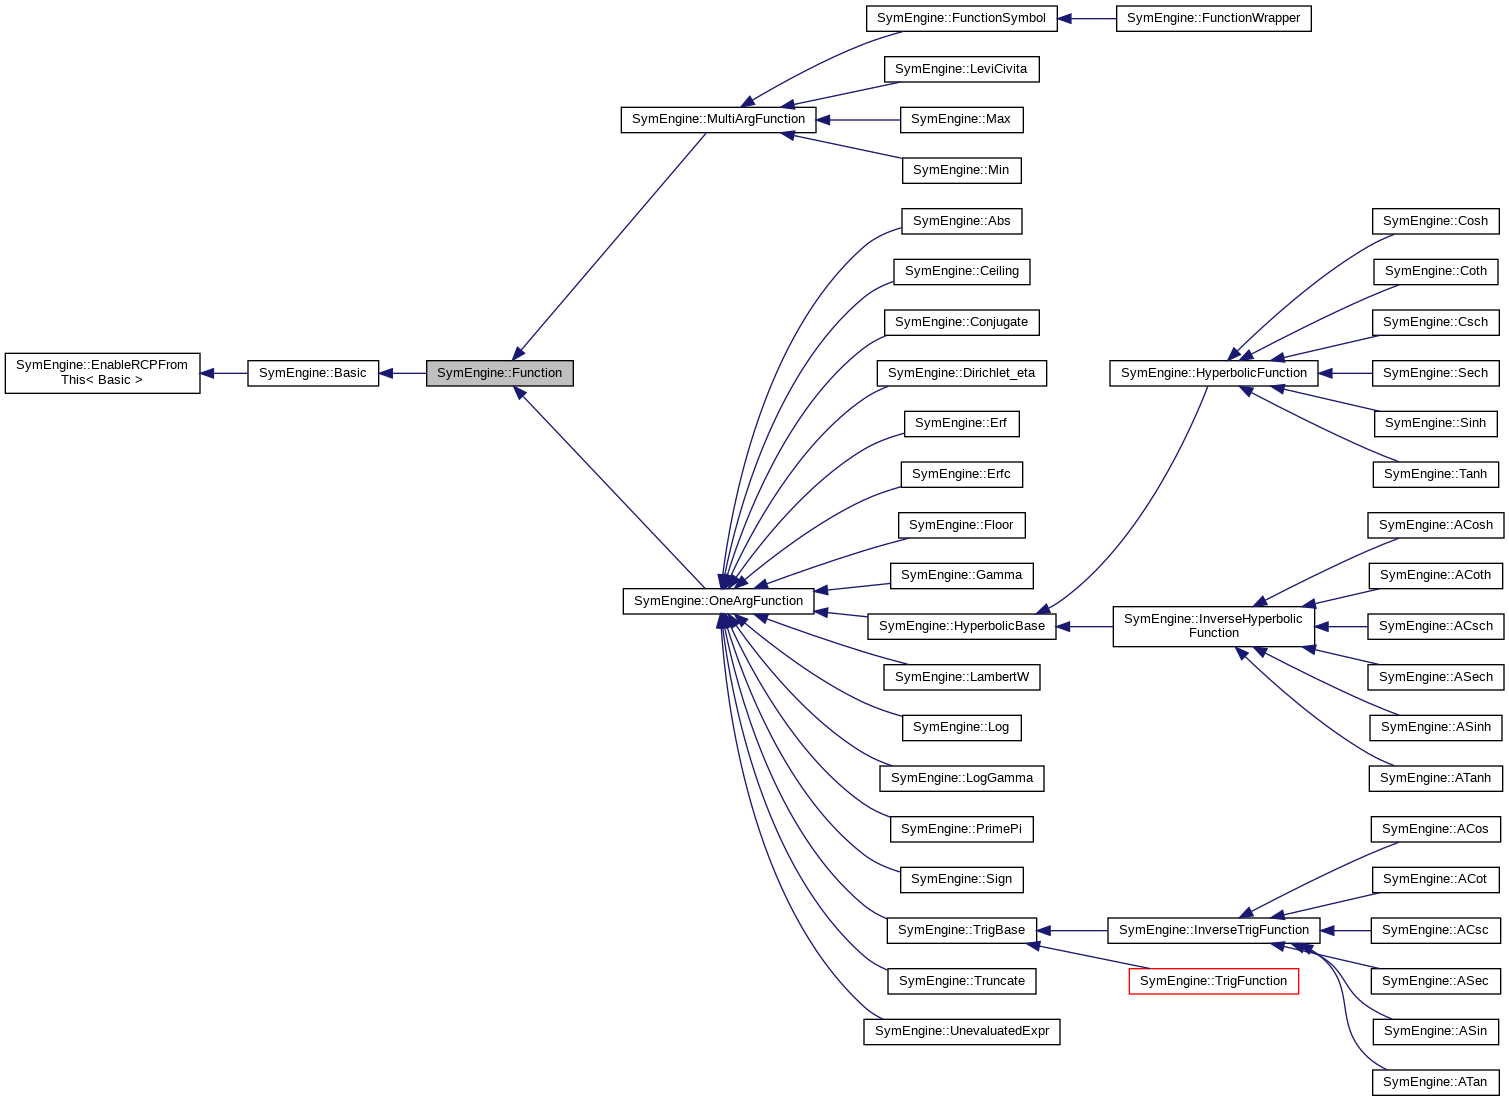 SymEngine::FunctionSymbol
SymEngine::FunctionWrapper
SymEngine::LeviCivita
SymEngine::MultiArgFunction
SymEngine::Max
SymEngine::Min
SymEngine::Abs
SymEngine::Cosh
SymEngine::Ceiling
SymEngine::Coth
SymEngine::Conjugate
SymEngine::Csch
SymEngine::EnableRCPFrom
This< Basic >
SymEngine::Basic
SymEngine::Function
SymEngine::Dirichlet_eta
SymEngine::HyperbolicFunction
SymEngine::Sech
SymEngine::Erf
SymEngine::Sinh
SymEngine::Erfc
SymEngine::Tanh
SymEngine::Floor
SymEngine::ACosh
SymEngine::Gamma
SymEngine::ACoth
SymEngine::OneArgFunction
SymEngine::HyperbolicBase
SymEngine::InverseHyperbolic
Function
SymEngine::ACsch
SymEngine::LambertW
SymEngine::ASech
SymEngine::Log
SymEngine::ASinh
SymEngine::LogGamma
SymEngine::ATanh
SymEngine::PrimePi
SymEngine::ACos
SymEngine::Sign
SymEngine::ACot
SymEngine::TrigBase
SymEngine::InverseTrigFunction
SymEngine::ACsc
SymEngine::Truncate
SymEngine::TrigFunction
SymEngine::ASec
SymEngine::UnevaluatedExpr
SymEngine::ASin
SymEngine::ATan